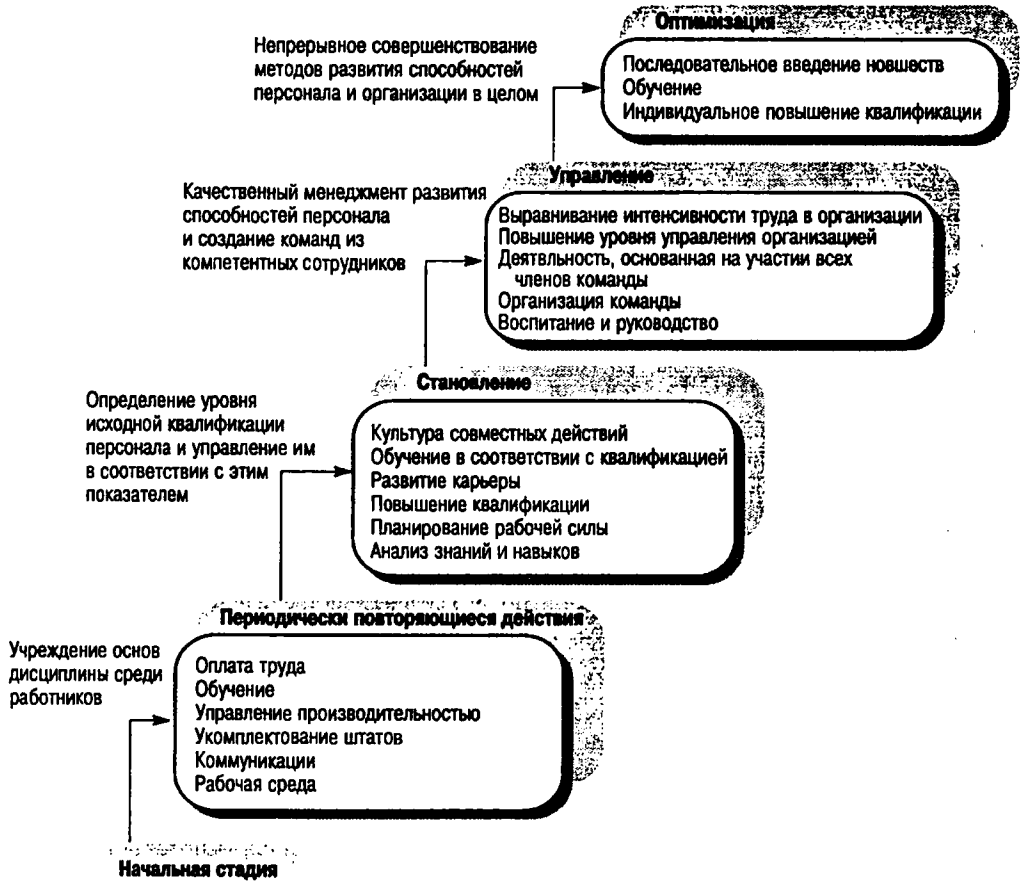 Оптимизация
Непрерывное совершенствование
методов развития способностей
персонала и организации в целом
Последовательное введение новшеств
Обучение
Индивидуальное повышение квалификации
Управление
Качественный менеджмент развития
способностей персонала
и создание команд из
компетентных сотрудников
Выравнивание интенсивности труда в организации
Повышение уровня управления организацией
Деятвльность, основанная на участии всех
членов команды
Организация команды
Воспитание и руководство
Становление
Определение уровня
исходной квалификации
персонала и управление им
в соответствии с этим
показателем
Культура совместных действий
Обучение в соответствии с квалификацией
Развитие карьеры
Повышение квалификации
Планирование рабочей силы
Анализ знаний и навыков
Периодически повторяющиеся действия
Учреждение основ
дисциплины среди
работников
Оплата труда
Обучение
Управление производительностью
Укомплектование штатов
Коммуникации
Рабочая среда
Начальная стадия